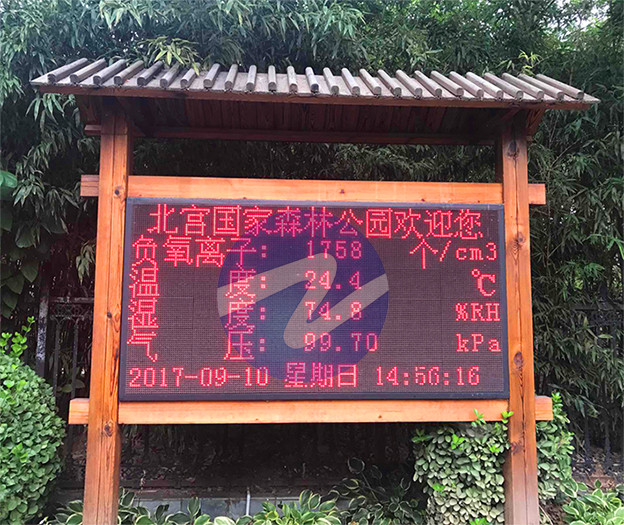 北宫国家森林公园欢迎您
负氧离子: 1758 个/cm3
温度: 24.4 ℃
湿度: 74.8 %RH
气压: 99.70 kPa
2017-09-10 星期日 14:56:16